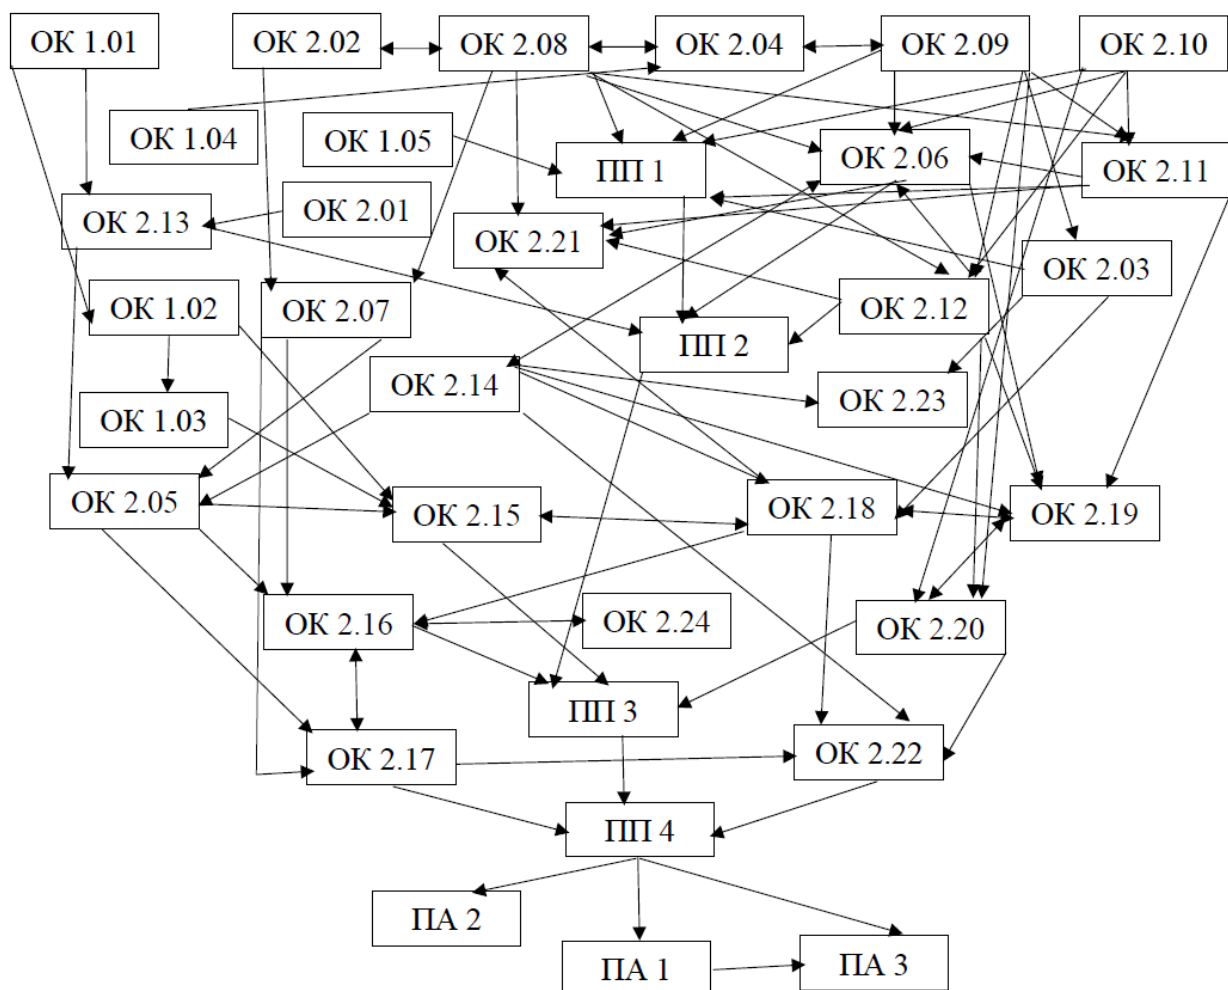 ОК 1.01
ОК 2.02
ОК 2.08
ОК 2.04
ОК 2.09
ОК 2.10
ОК 1.04
ОК 1.05
ПП 1
ОК 2.06
ОК 2.11
ОК 2.13
ОК 2.01
ОК 2.21
ОК 2.03
ОК 1.02
ОК 2.07
ОК 2.12
ПП 2
ОК 2.14
ОК 2.23
ОК 1.03
ОК 2.05
ОК 2.15
ОК 2.18
ОК 2.19
ОК 2.16
ОК 2.24
ОК 2.20
ПП 3
ОК 2.17
ОК 2.22
ПП 4
ПА 2
ПА 1
ПА 3